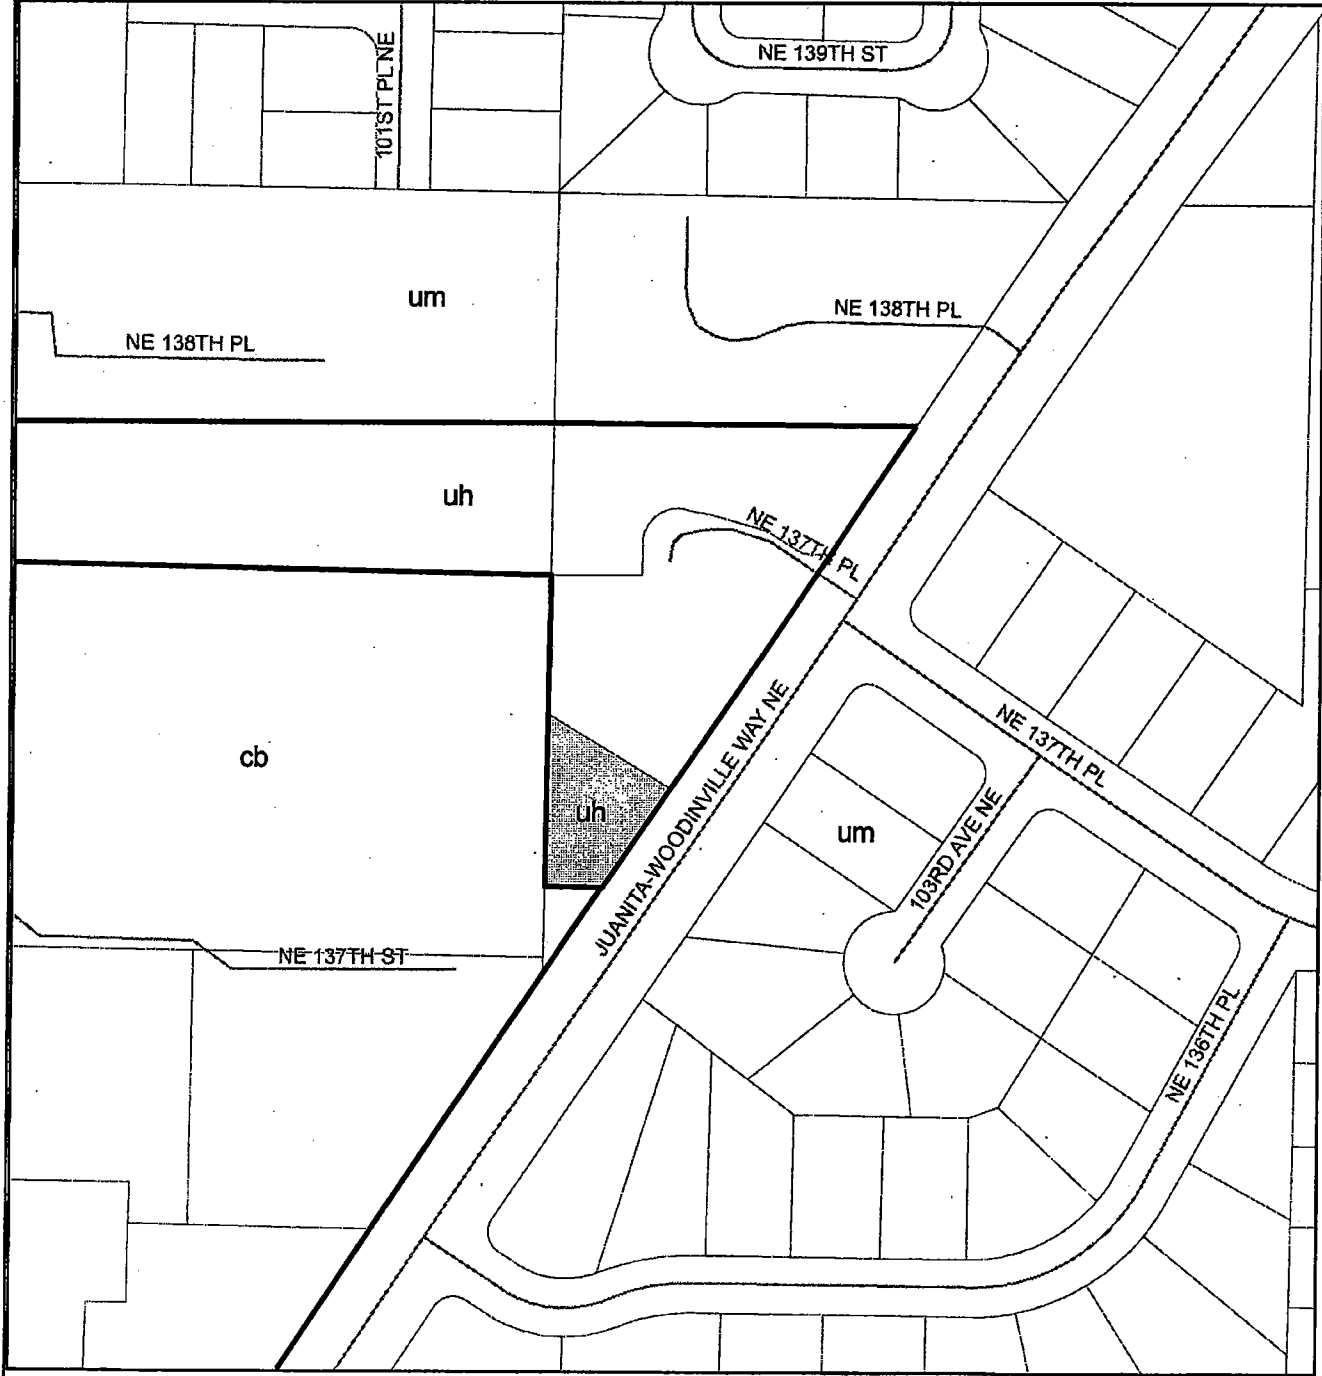 NE 139TH ST
101ST PL NE
um
NE 138TH PL
NE 138TH PL
uh
NE 137TH PL
cb
uh
JUANITA-WOODINVILLE WAY NE
NE 137TH PL
um
103RD AVE NE
NE 137TH ST
NE 136TH PL